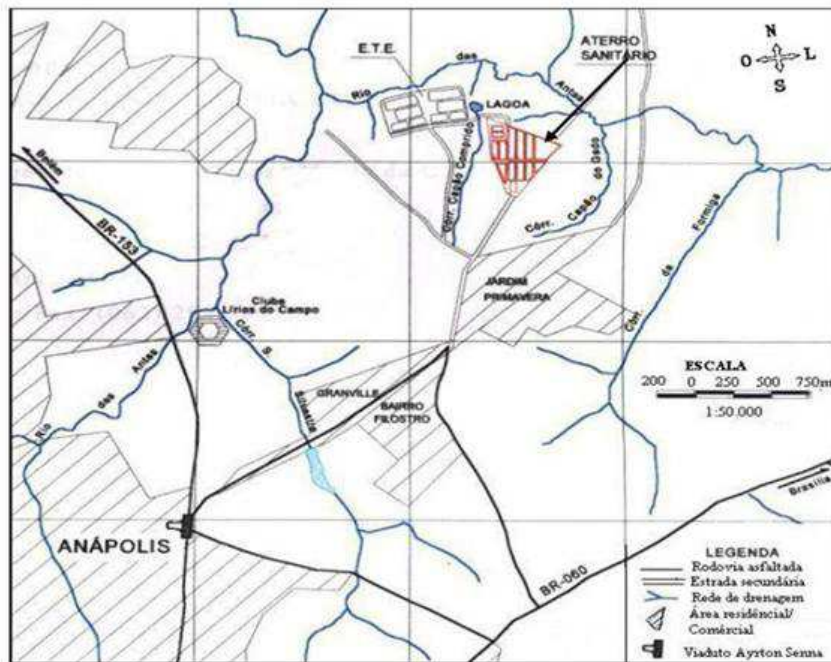 E.T.E.
ATERRO
SANITÁRIO
N
O
L
S
Rio
das
Antas
LAGOA
Córr. Capão Comprido
Córr. Capão
do Gado
Belém
BR-153
Córr.
da
Formiga
JARDIM
PRIMAVERA
Clube
Lírios do Campo
Córr. S.
Silvestre
Rio
das
Antas
GRANVILLE
BAIRRO
FILOSTRO
ESCALA
200 0 250 500 750m
1:50.000
Brasília
ANÁPOLIS
BR-060
LEGENDA
Rodovia asfaltada
Estrada secundária
Rede de drenagem
Área residêncial/
Comércial
Viaduto Ayrton Senna